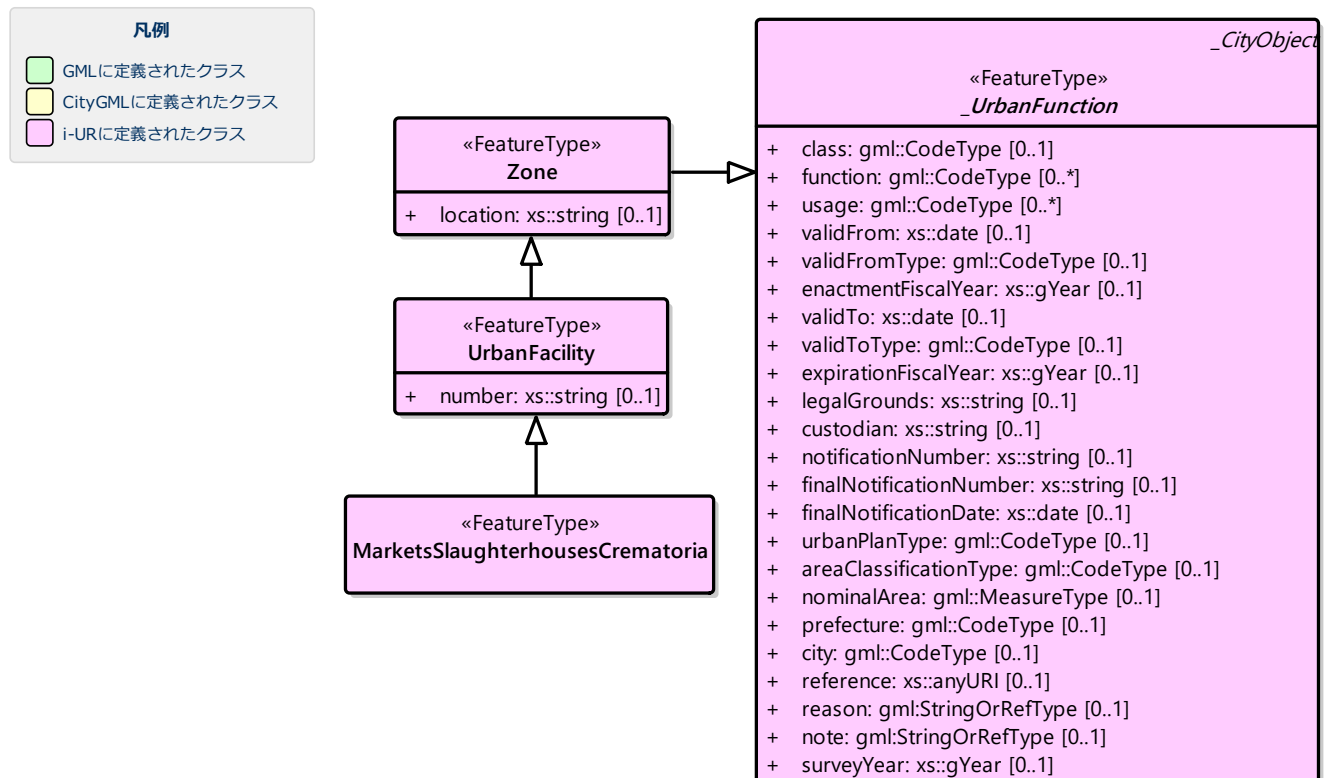 凡例
GMLに定義されたクラス
CityGMLに定義されたクラス
i-URに定義されたクラス
«FeatureType»
Zone
+ location: xs::string [0..1]
«FeatureType»
UrbanFacility
+ number: xs::string [0..1]
«FeatureType»
MarketsSlaughterhousesCrematoria
_CityObject
«FeatureType»
_UrbanFunction
+ class: gml::CodeType [0..1]
+ function: gml::CodeType [0..*]
+ usage: gml::CodeType [0..*]
+ validFrom: xs::date [0..1]
+ validFromType: gml::CodeType [0..1]
+ enactmentFiscalYear: xs::gYear [0..1]
+ validTo: xs::date [0..1]
+ validToType: gml::CodeType [0..1]
+ expirationFiscalYear: xs::gYear [0..1]
+ legalGrounds: xs::string [0..1]
+ custodian: xs::string [0..1]
+ notificationNumber: xs::string [0..1]
+ finalNotificationNumber: xs::string [0..1]
+ finalNotificationDate: xs::date [0..1]
+ urbanPlanType: gml::CodeType [0..1]
+ areaClassificationType: gml::CodeType [0..1]
+ nominalArea: gml::MeasureType [0..1]
+ prefecture: gml::CodeType [0..1]
+ city: gml::CodeType [0..1]
+ reference: xs::anyURI [0..1]
+ reason: gml:StringOrRefType [0..1]
+ note: gml:StringOrRefType [0..1]
+ surveyYear: xs::gYear [0..1]